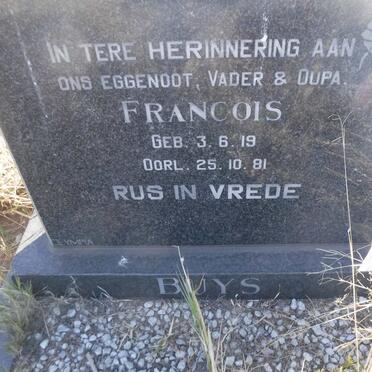 IN TERE HERINNERING AAN
ONS EGGENOOT, VADER & OUPA.
FRANCOIS
GEB. 3. 6. 19
OORL. 25. 10. 81
RUS IN VREDE
BUYS